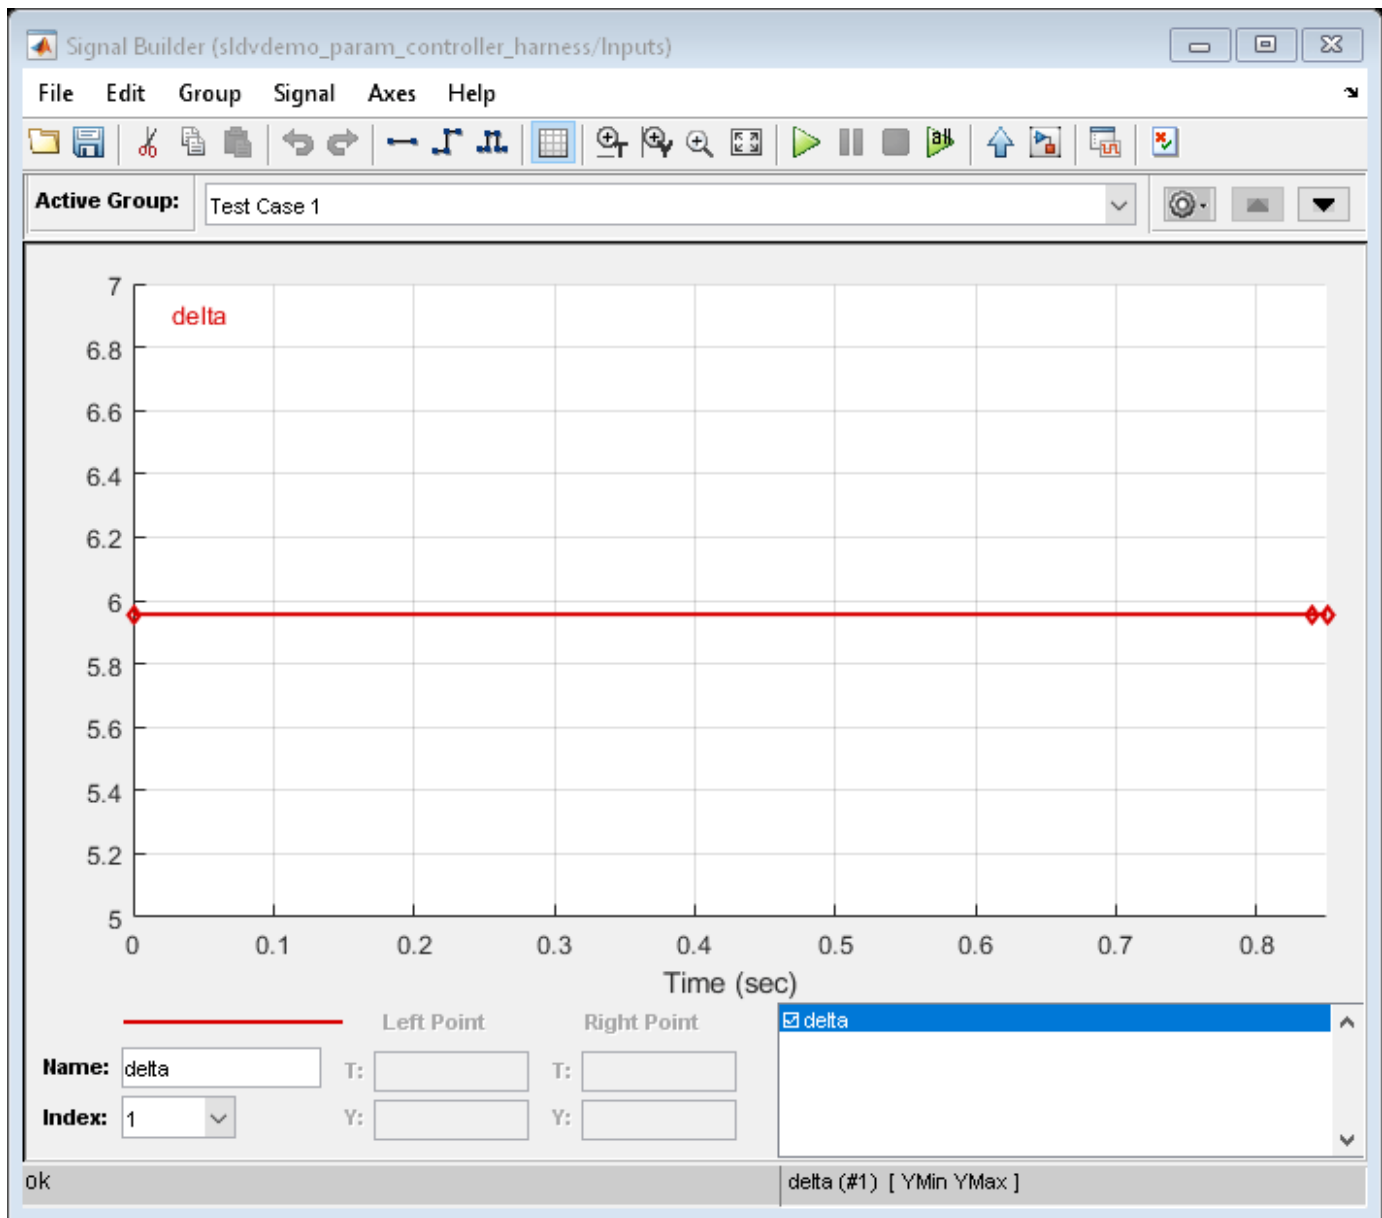 Signal Builder (sldvdemo_param_controller_harness/Inputs)
File Edit Group Signal Axes Help
Active Group: Test Case 1
7
delta
6.8
6.6
6.4
6.2
6
5.8
5.6
5.4
5.2
5
0 0.1 0.2 0.3 0.4 0.5 0.6 0.7 0.8
Time (sec)
Left Point Right Point delta
Name: delta T: T:
Index: 1 Y: Y:
ok delta (#1) [ YMin YMax ]